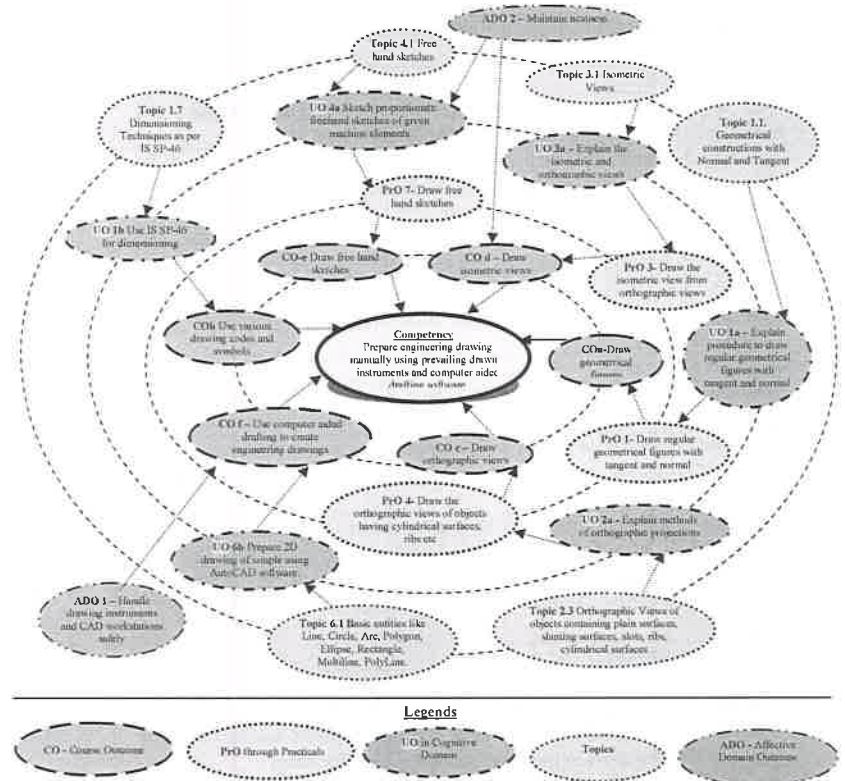 ADO 2 – Maintain neatness
Topic 4.1 Free
hand sketches
Topic 3.1 Isometric
Views
Topic 1.7
Dimensioning
Techniques as per
IS SP-46
UO 4a Sketch proportionate
freehand sketches of given
machine elements
Topic 1.1.
Geometrical
constructions with
Normal and Tangent
UO 3a – Explain the
isometric and
orthographic views
PrO 7- Draw free
hand sketches
UO 1b Use IS SP-46
for dimensioning
CO-e Draw free hand
sketches
CO d – Draw
isometric views
PrO 3- Draw the
isometric view from
orthographic views
COb Use various
drawing codes and
symbols
Competency
Prepare engineering drawing
manually using prevailing drawn
instruments and computer aided
drafting software
COa-Draw
geometrical
figures
UO 1a – Explain
procedure to draw
regular geometrical
figures with
tangent and normal
CO f – Use computer aided
drafting to create
engineering drawings
CO c – Draw
orthographic views
PrO 1- Draw regular
geometrical figures with
tangent and normal
PrO 4- Draw the
orthographic views of objects
having cylindrical surfaces,
ribs etc
UO 2a - Explain methods
of orthographic projections
UO 6b Prepare 2D
drawing of sample using
AutoCAD software.
ADO 1 – Handle
drawing instruments
and CAD workstations
safely
Topic 6.1 Basic entities like
Line, Circle, Arc, Polygon,
Ellipse, Rectangle,
Multiline, PolyLine.
Topic 2.3 Orthographic Views of
objects containing plain surfaces,
slanting surfaces, slots, ribs,
cylindrical surfaces
Legends
CO - Course Outcome
PrO through Practicals
UO in Cognitive
Domain
Topics
ADO - Affective
Domain Outcome